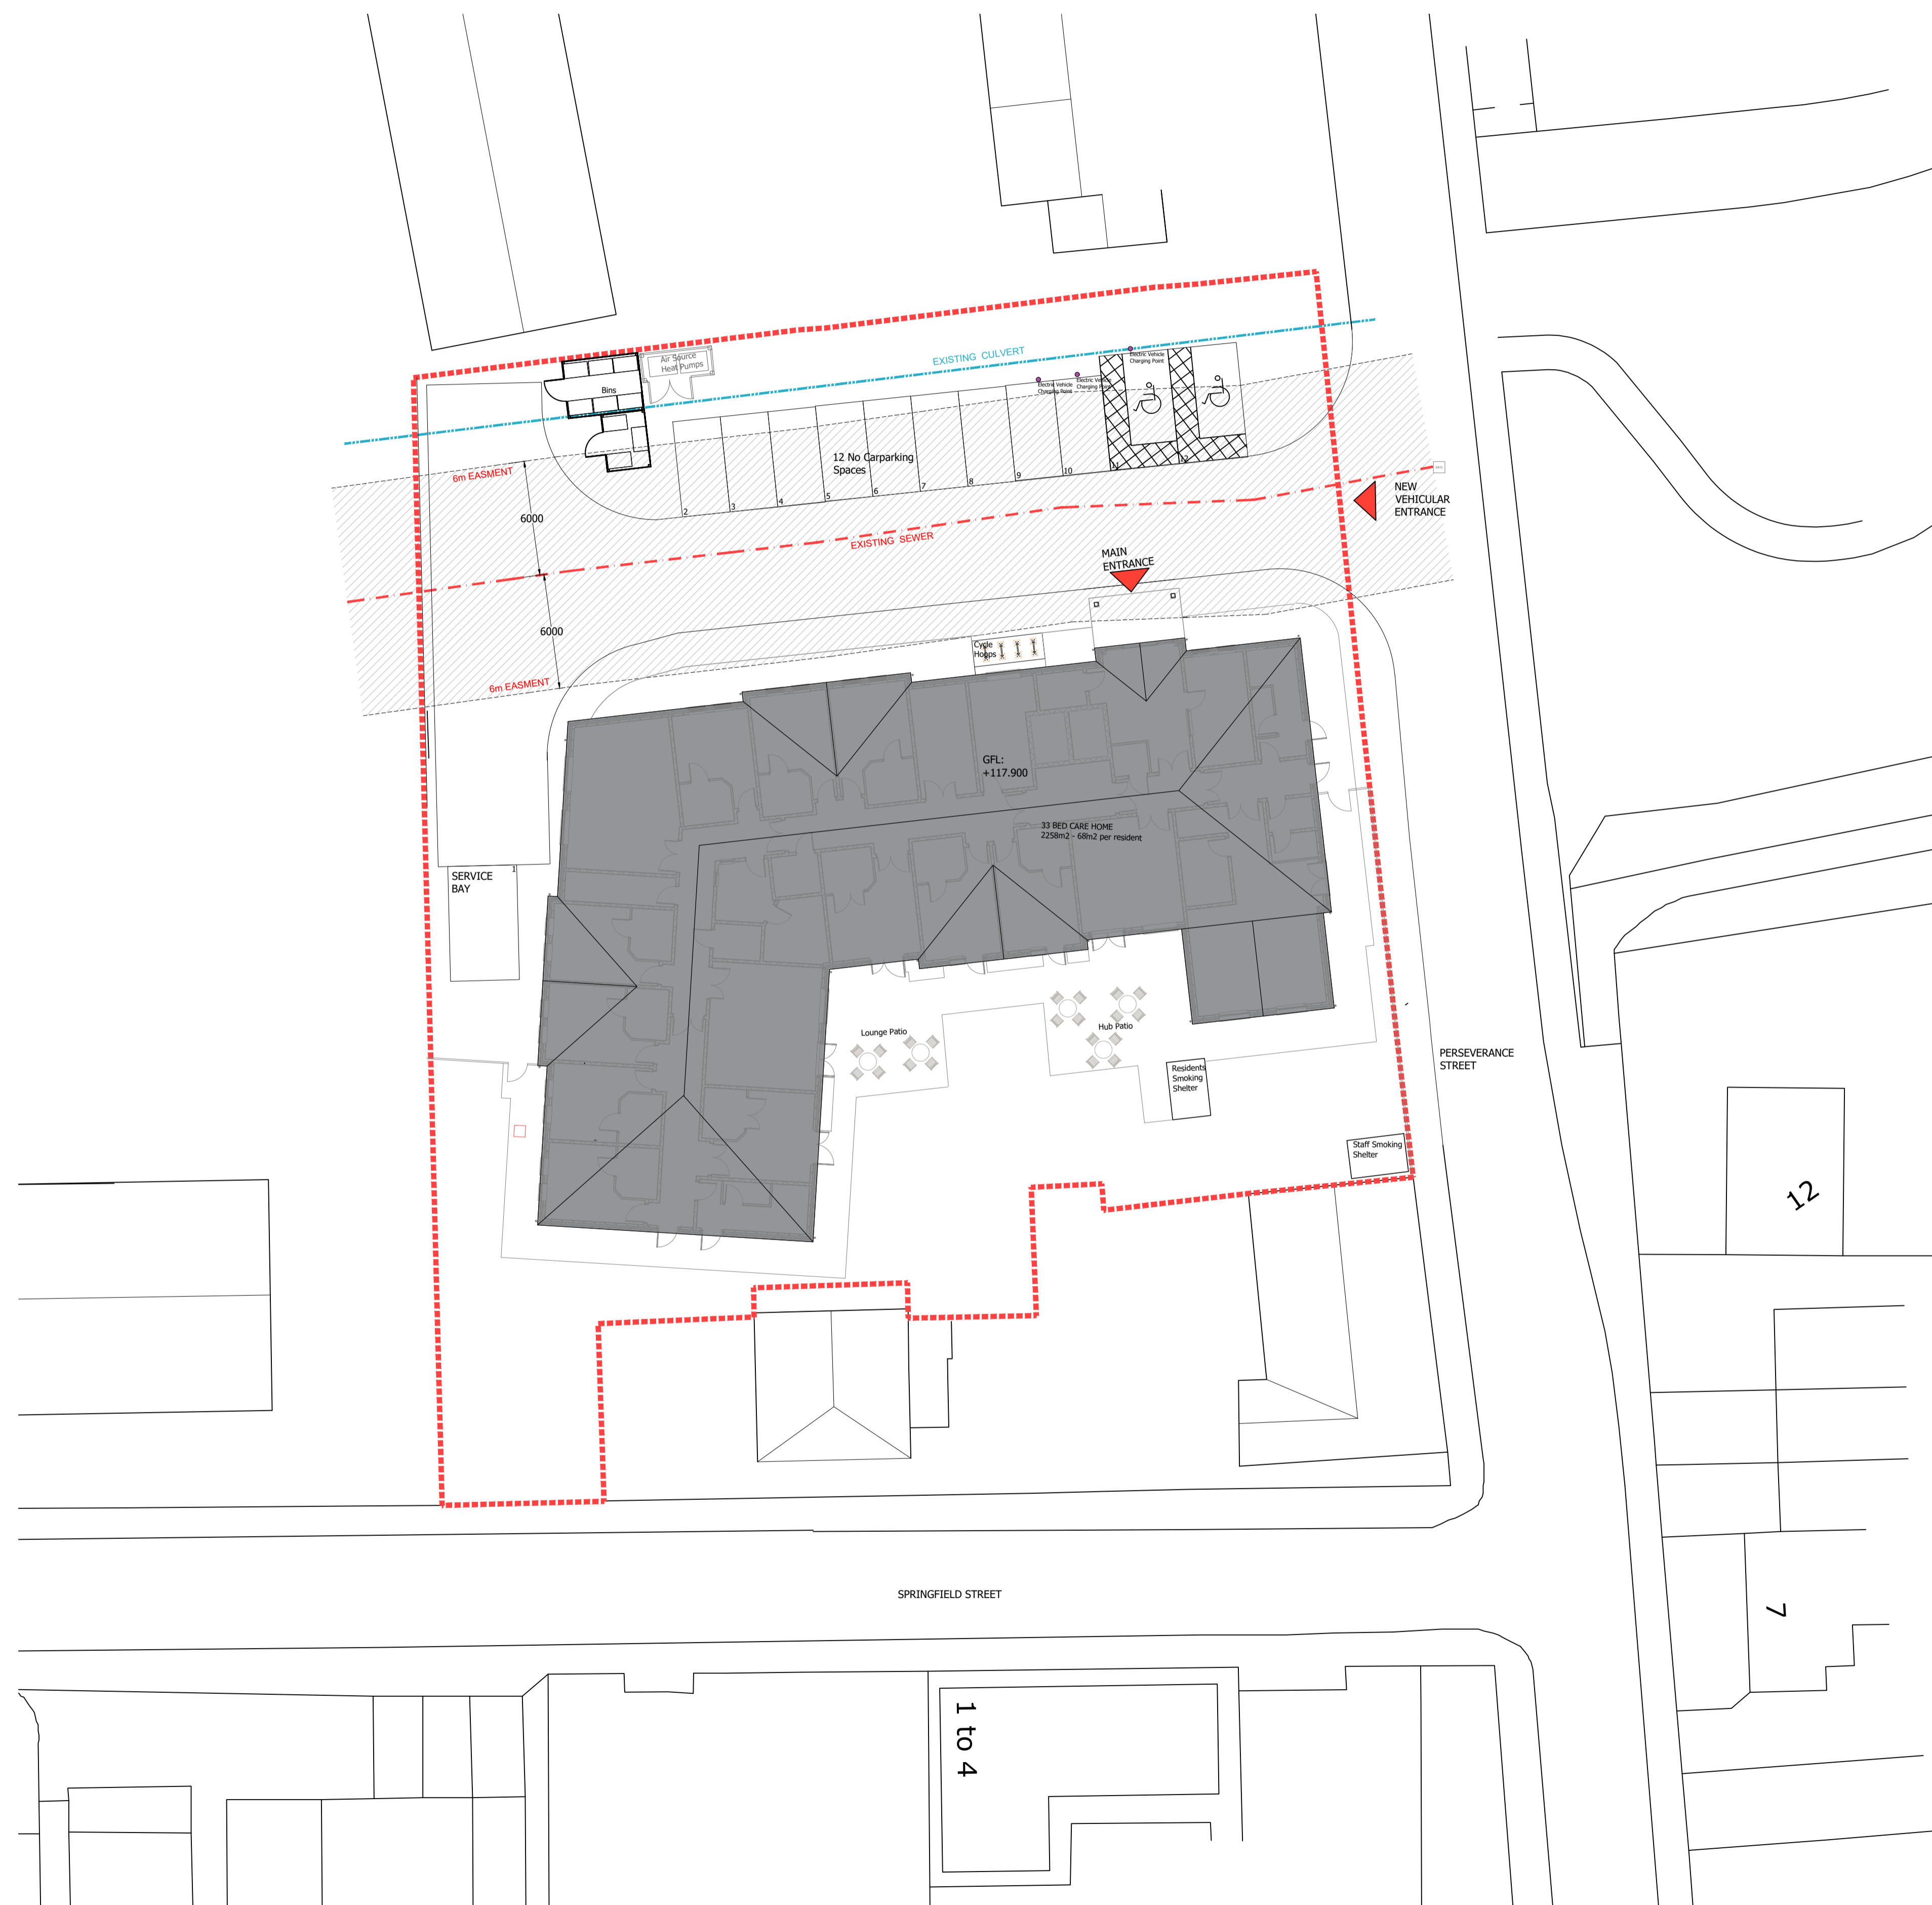 Air Source
Heat Pumps
EXISTING CULVERT
Electric Vehicle
Charging Point
Electric Vehicle
Charging Point
Electric Vehicle
Charging Point
Bins
12 No Carparking
Spaces
6m EASMENT
6000
2
3
4
5
6
7
8
9
10
11
12
NEW
VEHICULAR
ENTRANCE
EXISTING SEWER
MAIN
ENTRANCE
6000
6m EASMENT
Cycle
Hoops
GFL:
+117.900
33 BED CARE HOME
2258m2 - 68m2 per resident
SERVICE
BAY
1
Lounge Patio
Hub Patio
Residents
Smoking
Shelter
PERSEVERANCE
STREET
Staff Smoking
Shelter
12
SPRINGFIELD STREET
7
1 to 4